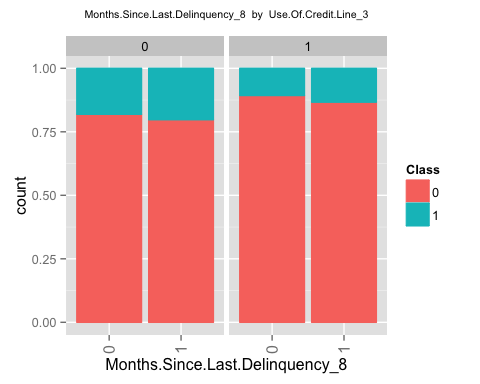 Months.Since.Last.Delinquency_8 by Use.Of.Credit.Line_3
0 1
1.00
0.75
0.50
0.25
0.00
count
0 1 0 1
Months.Since.Last.Delinquency_8
Class
0
1